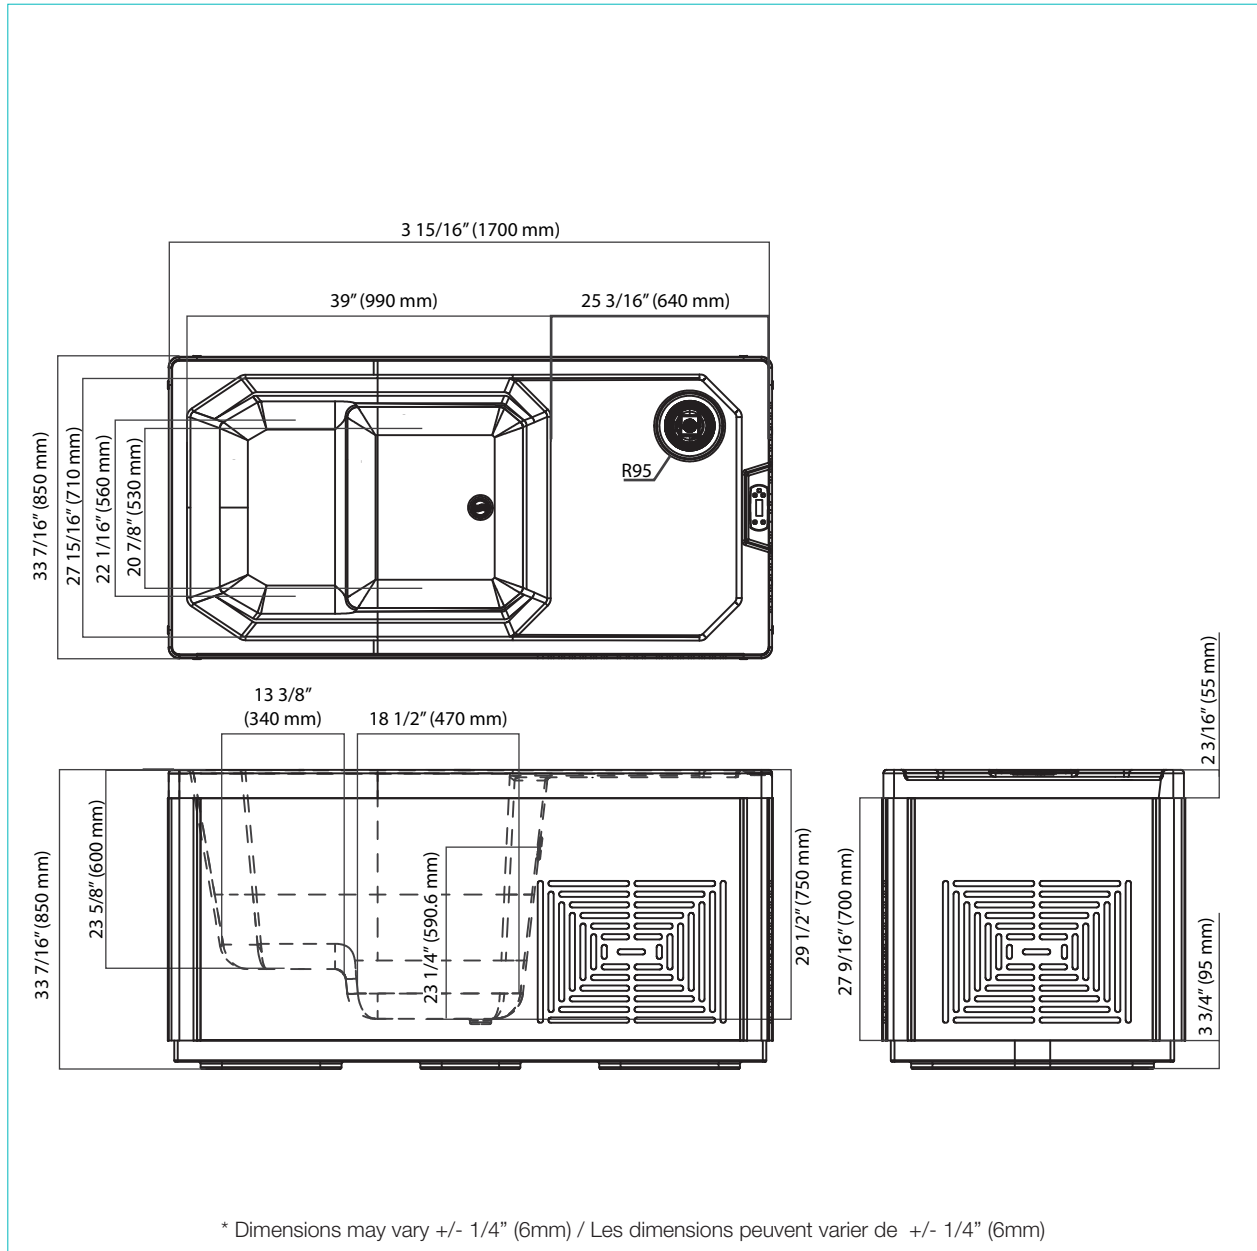 3 15/16” (1700 mm)
39” (990 mm)
25 3/16” (640 mm)
33 7/16” (850 mm)
27 15/16” (710 mm)
22 1/16” (560 mm)
20 7/8” (530 mm)
R95
13 3/8”
(340 mm)
18 1/2” (470 mm)
2 3/16” (55 mm)
33 7/16” (850 mm)
23 5/8” (600 mm)
23 1/4” (590.6 mm)
29 1/2” (750 mm)
27 9/16” (700 mm)
3 3/4” (95 mm)
* Dimensions may vary +/- 1/4” (6mm) / Les dimensions peuvent varier de +/- 1/4” (6mm)